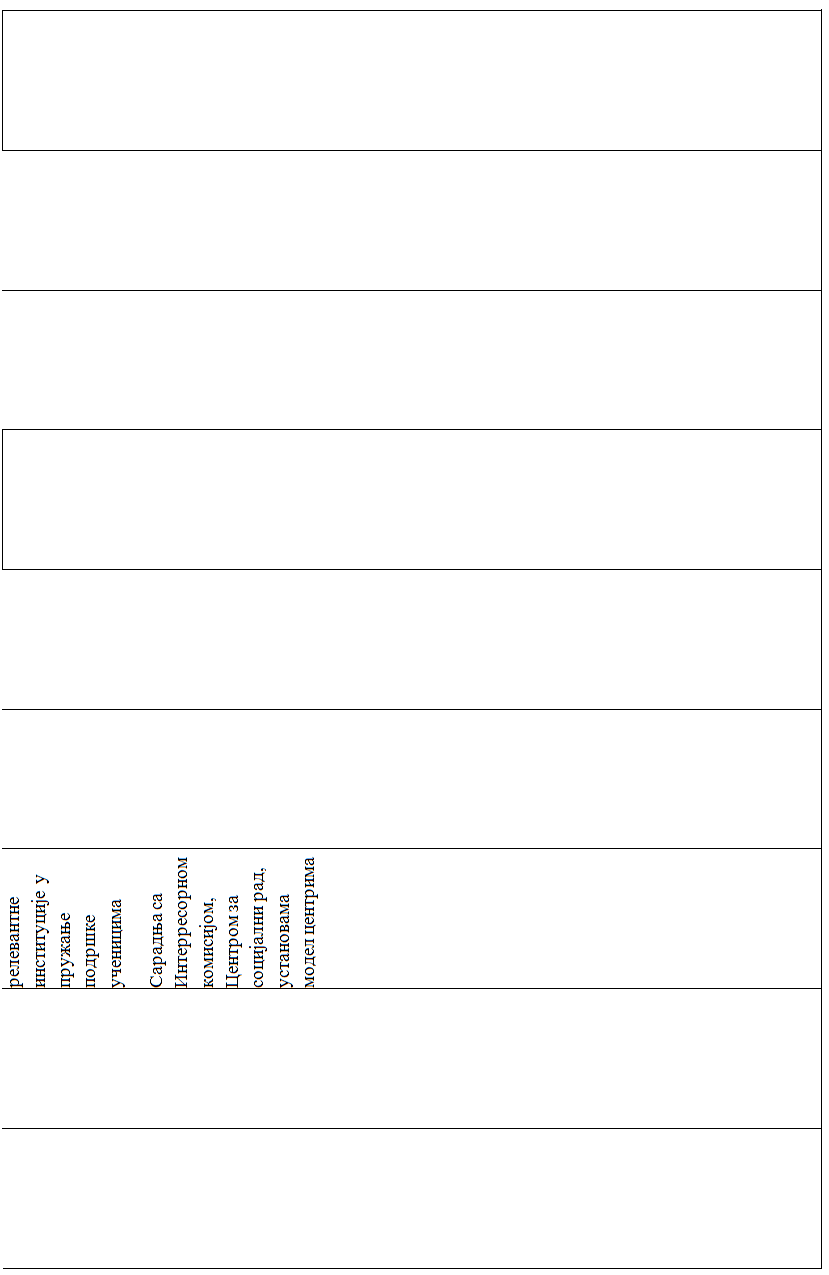 релевантне
институције у
пружање
подршке
ученицима
Сарадња са
Интерресорном
комисијом,
Центром за
социјални рад,
установама
модел центрима